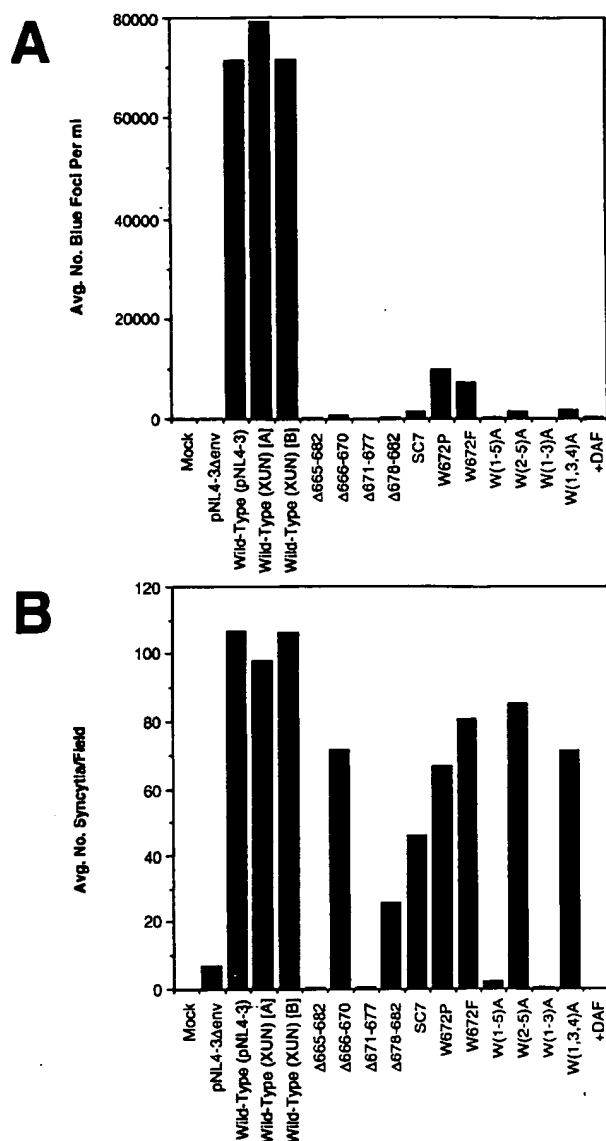 A
80000
60000
40000
20000
0
Avg. No. Blue Foci Per ml
Mock
pNL4-3Δenv
Wild-Type (pNL4-3)
Wild-Type (XUN) [A]
Wild-Type (XUN) [B]
Δ665-682
Δ666-670
Δ671-677
Δ678-682
SC7
W672P
W672F
W(1-5)A
W(2-5)A
W(1-3)A
W(1,3,4)A
+DAF
B
120
100
80
60
40
20
0
Avg. No. Syncytia/Field
Mock
pNL4-3Δenv
Wild-Type (pNL4-3)
Wild-Type (XUN) [A]
Wild-Type (XUN) [B]
Δ665-682
Δ666-670
Δ671-677
Δ678-682
SC7
W672P
W672F
W(1-5)A
W(2-5)A
W(1-3)A
W(1,3,4)A
+DAF